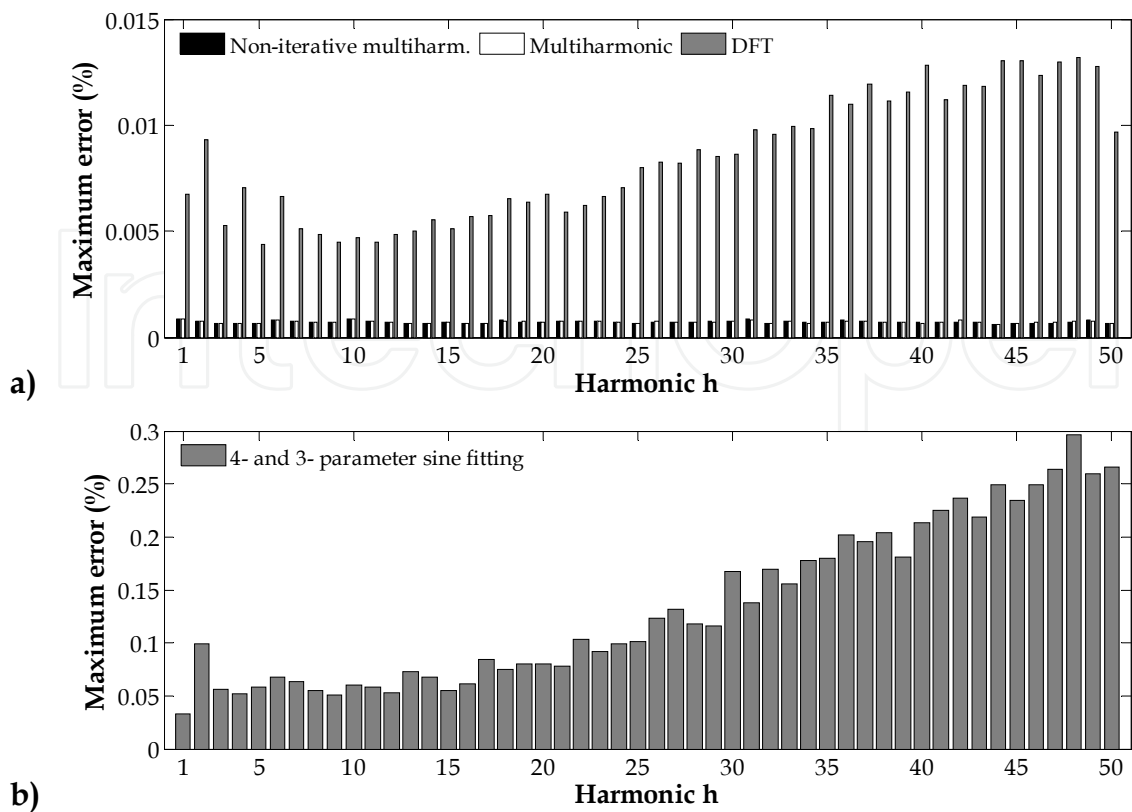 0.015
Non-iterative multiharm. Multiharmonic DFT
0.01
0.005
0
Maximum error (%)
1 5 10 15 20 25 30 35 40 45 50
Harmonic h
a)
0.3
4- and 3- parameter sine fitting
0.25
0.2
0.15
0.1
0.05
0
Maximum error (%)
1 5 10 15 20 25 30 35 40 45 50
Harmonic h
b)